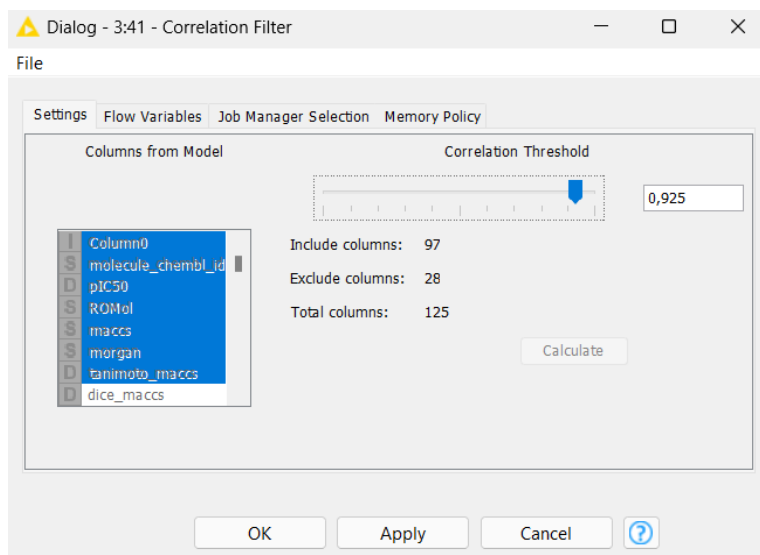 Dialog - 3:41 - Correlation Filter
File
Settings Flow Variables Job Manager Selection Memory Policy
Columns from Model
Correlation Threshold
0,925
I Column0
S molecule_chembl_id
D pIC50
S ROMol
S maccs
S morgan
D tanimoto_maccs
D dice_maccs
Include columns: 97
Exclude columns: 28
Total columns: 125
Calculate
OK Apply Cancel ?